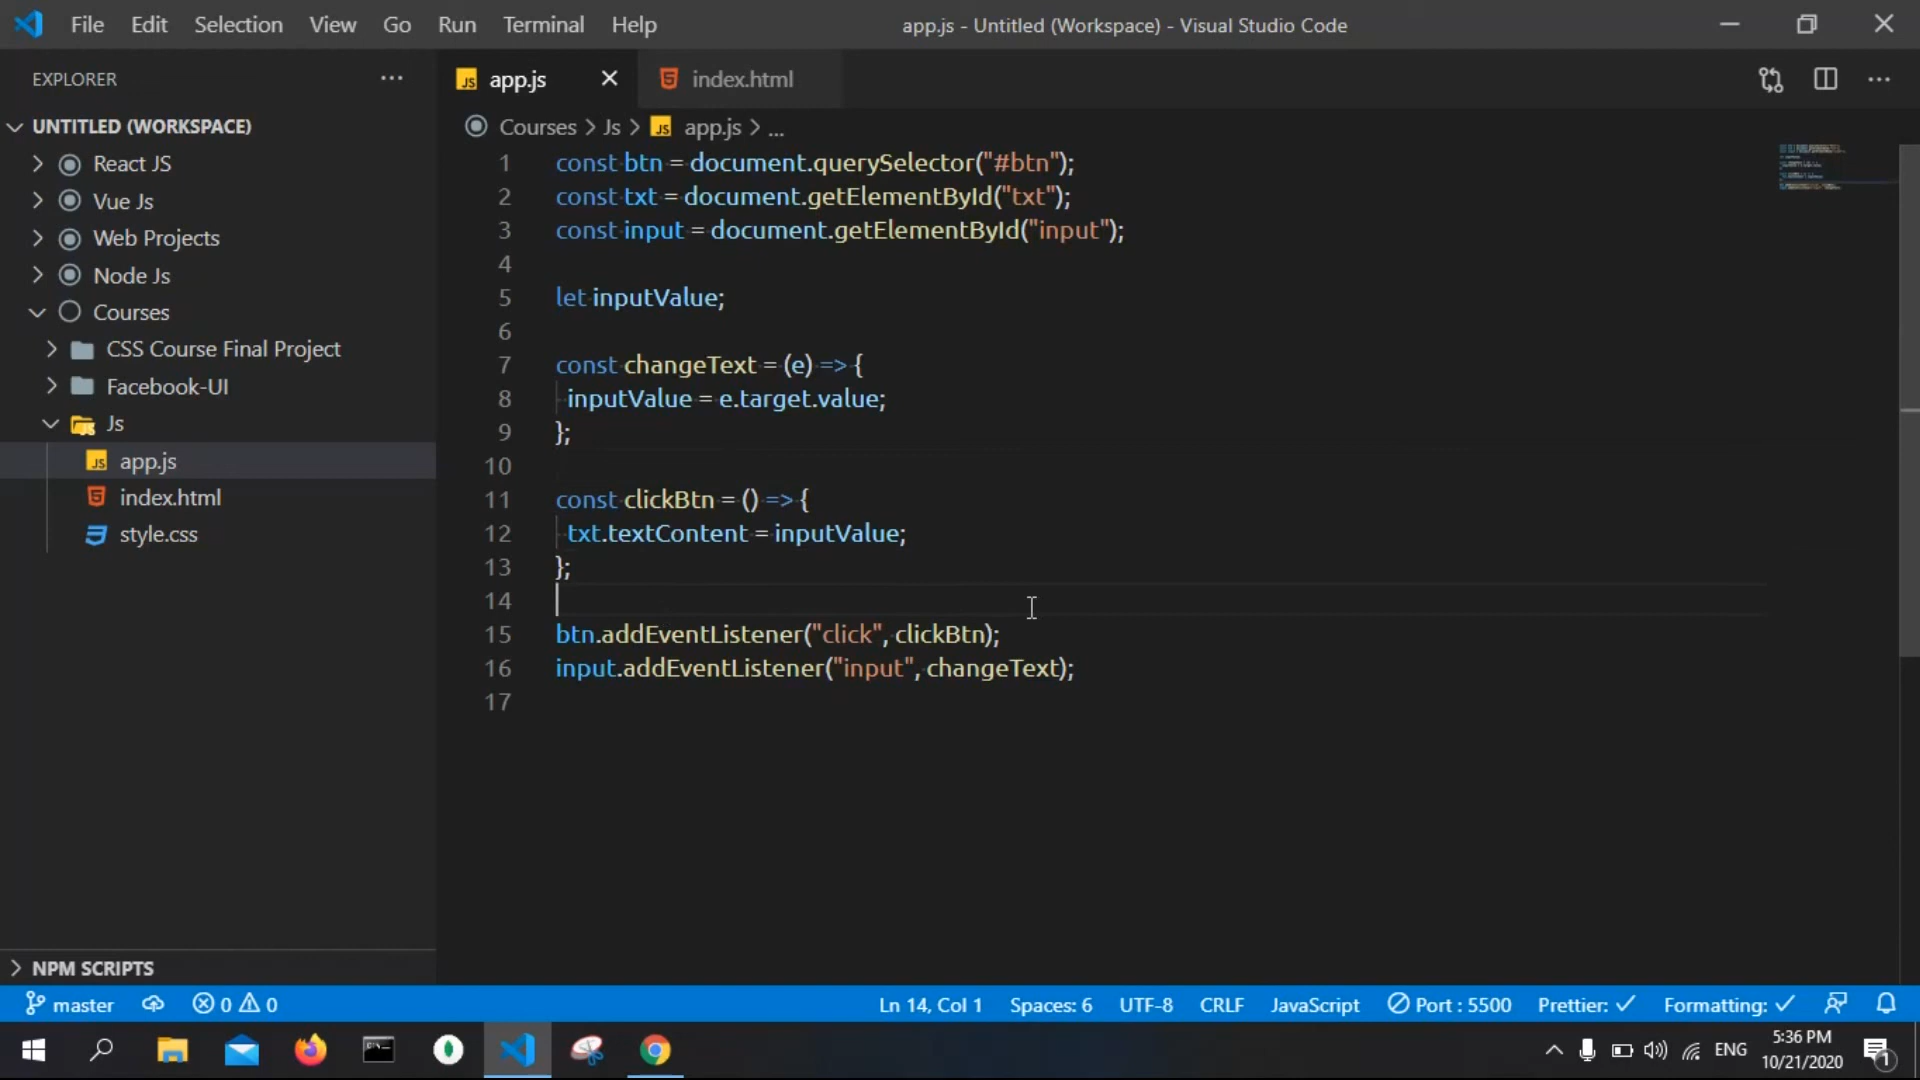 File Edit Selection View Go Run Terminal Help
app.js - Untitled (Workspace) - Visual Studio Code
EXPLORER
UNTITLED (WORKSPACE)
React JS
Vue Js
Web Projects
Node Js
Courses
CSS Course Final Project
Facebook-UI
Js
app.js
index.html
style.css
NPM SCRIPTS
app.js
index.html
Courses > Js > JS app.js > ...
1 const btn = document.querySelector("#btn");
2 const txt = document.getElementById("txt");
3 const input = document.getElementById("input");
4
5 let inputValue;
6
7 const changeText = (e) => {
8 inputValue = e.target.value;
9 };
10
11 const clickBtn = () => {
12 txt.textContent = inputValue;
13 };
14
15 btn.addEventListener("click", clickBtn);
16 input.addEventListener("input", changeText);
17
master 0 0 Ln 14, Col 1 Spaces: 6 UTF-8 CRLF JavaScript Port : 5500 Prettier: ✓ Formatting: ✓
ENG
5:36 PM
10/21/2020
1